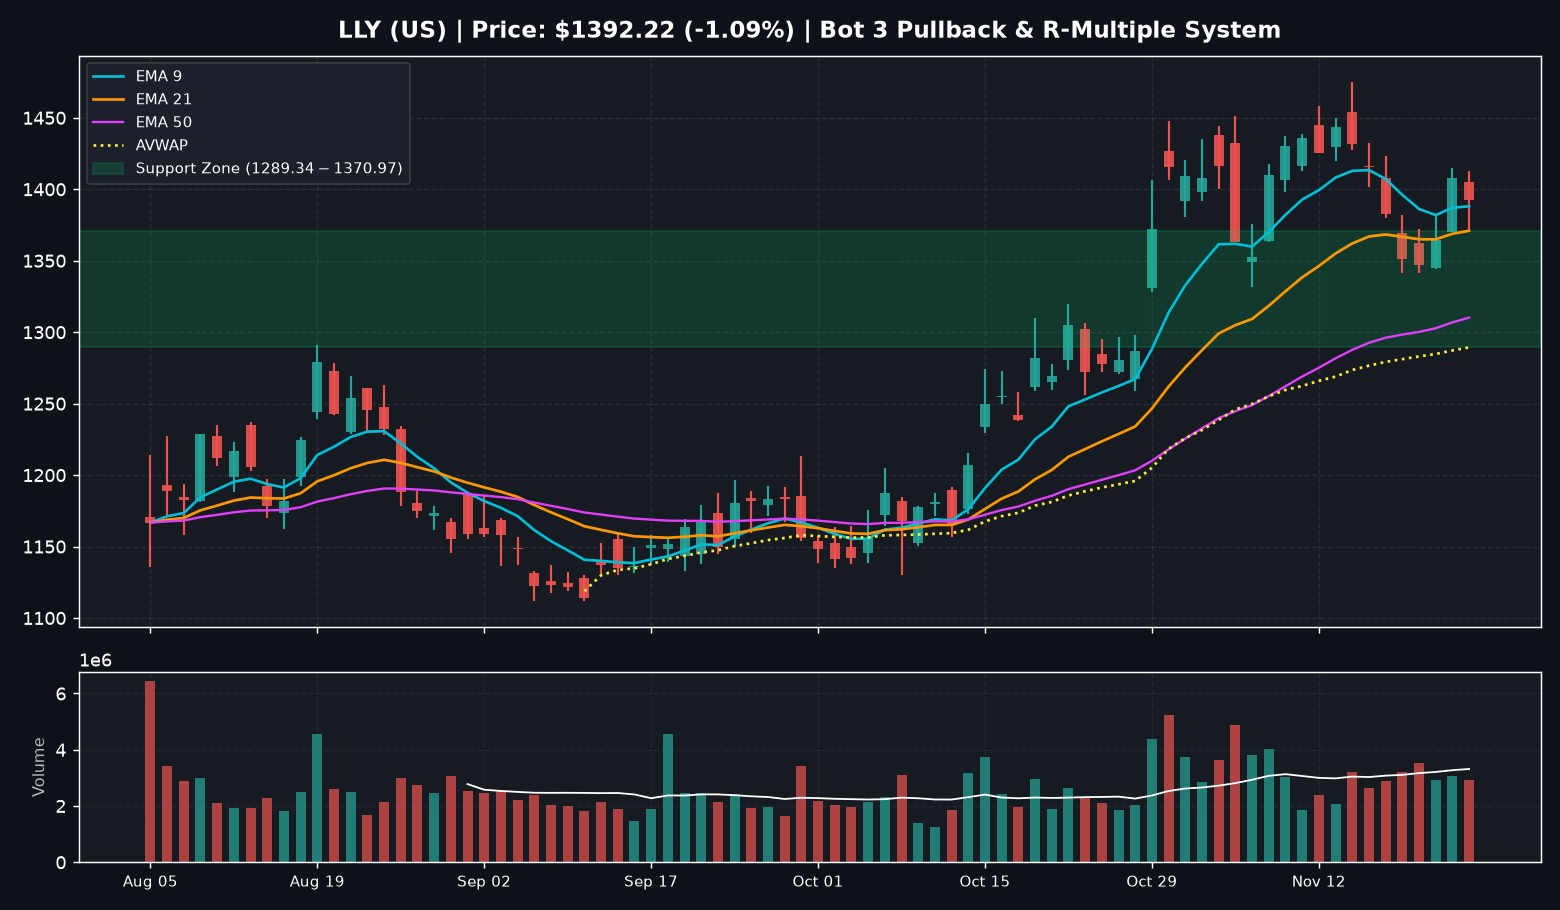 LLY (US) | Price: $1392.22 (-1.09%) | Bot 3 Pullback & R-Multiple System
EMA 9
EMA 21
EMA 50
AVWAP
Support Zone (1289.34 − 1370.97)
1450
1400
1350
1300
1250
1200
1150
1100
1e6
6
4
2
0
Volume
Aug 05
Aug 19
Sep 02
Sep 17
Oct 01
Oct 15
Oct 29
Nov 12